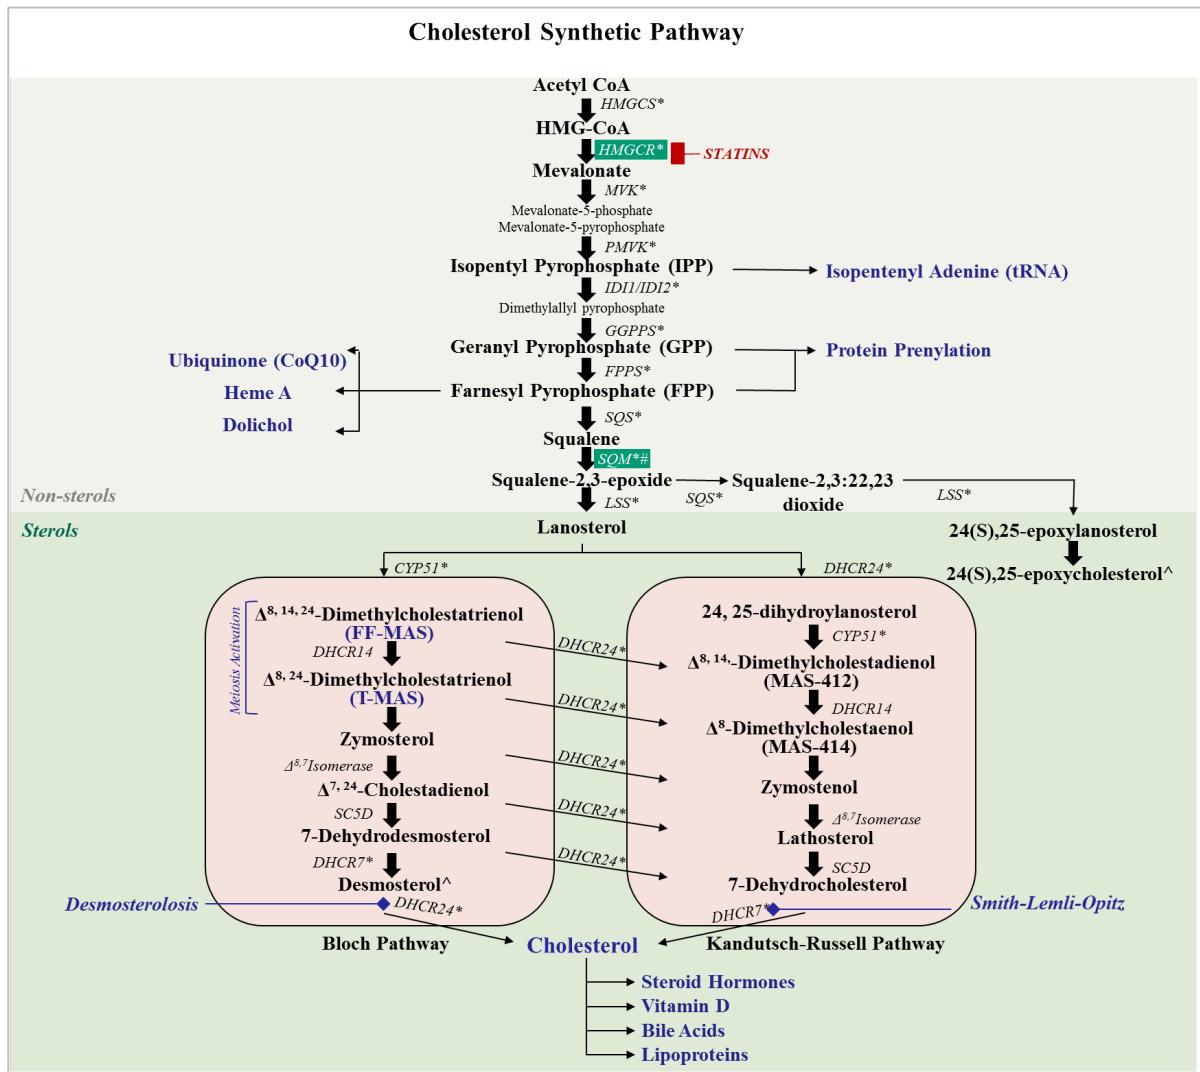 Cholesterol Synthetic Pathway
Acetyl CoA
HMGCS*
HMG-CoA
HMGCR*
STATINS
Mevalonate
MVK*
Mevalonate-5-phosphate
Mevalonate-5-pyrophosphate
PMVK*
Isopentyl Pyrophosphate (IPP)
Isopentenyl Adenine (tRNA)
IDI1/IDI2*
Dimethylallyl pyrophosphate
GGPPS*
Geranyl Pyrophosphate (GPP)
Protein Prenylation
Ubiquinone (CoQ10)
FPPS*
Heme A
Farnesyl Pyrophosphate (FPP)
Dolichol
SQS*
Squalene
SQM*#
Squalene-2,3-epoxide
SQS*
Squalene-2,3:22,23
dioxide
LSS*
Non-sterols
LSS*
Sterols
Lanosterol
24(S),25-epoxylanosterol
24(S),25-epoxycholesterol^
CYP51*
DHCR24*
Meiosis Activation
Δ8, 14, 24-Dimethylcholestatrienol
(FF-MAS)
DHCR14
Δ8, 24-Dimethylcholestatrienol
(T-MAS)
Zymosterol
Δ8,7Isomerase
Δ7, 24-Cholestadienol
SC5D
7-Dehydrodesmosterol
DHCR7*
Desmosterol^
DHCR24*
Desmosterolosis
Bloch Pathway
DHCR24*
DHCR24*
DHCR24*
DHCR24*
DHCR24*
24, 25-dihydroylanosterol
CYP51*
Δ8, 14,-Dimethylcholestadienol
(MAS-412)
DHCR14
Δ8-Dimethylcholestaenol
(MAS-414)
Zymostenol
Δ8,7Isomerase
Lathosterol
SC5D
7-Dehydrocholesterol
DHCR7*
Smith-Lemli-Opitz
Kandutsch-Russell Pathway
Cholesterol
Steroid Hormones
Vitamin D
Bile Acids
Lipoproteins